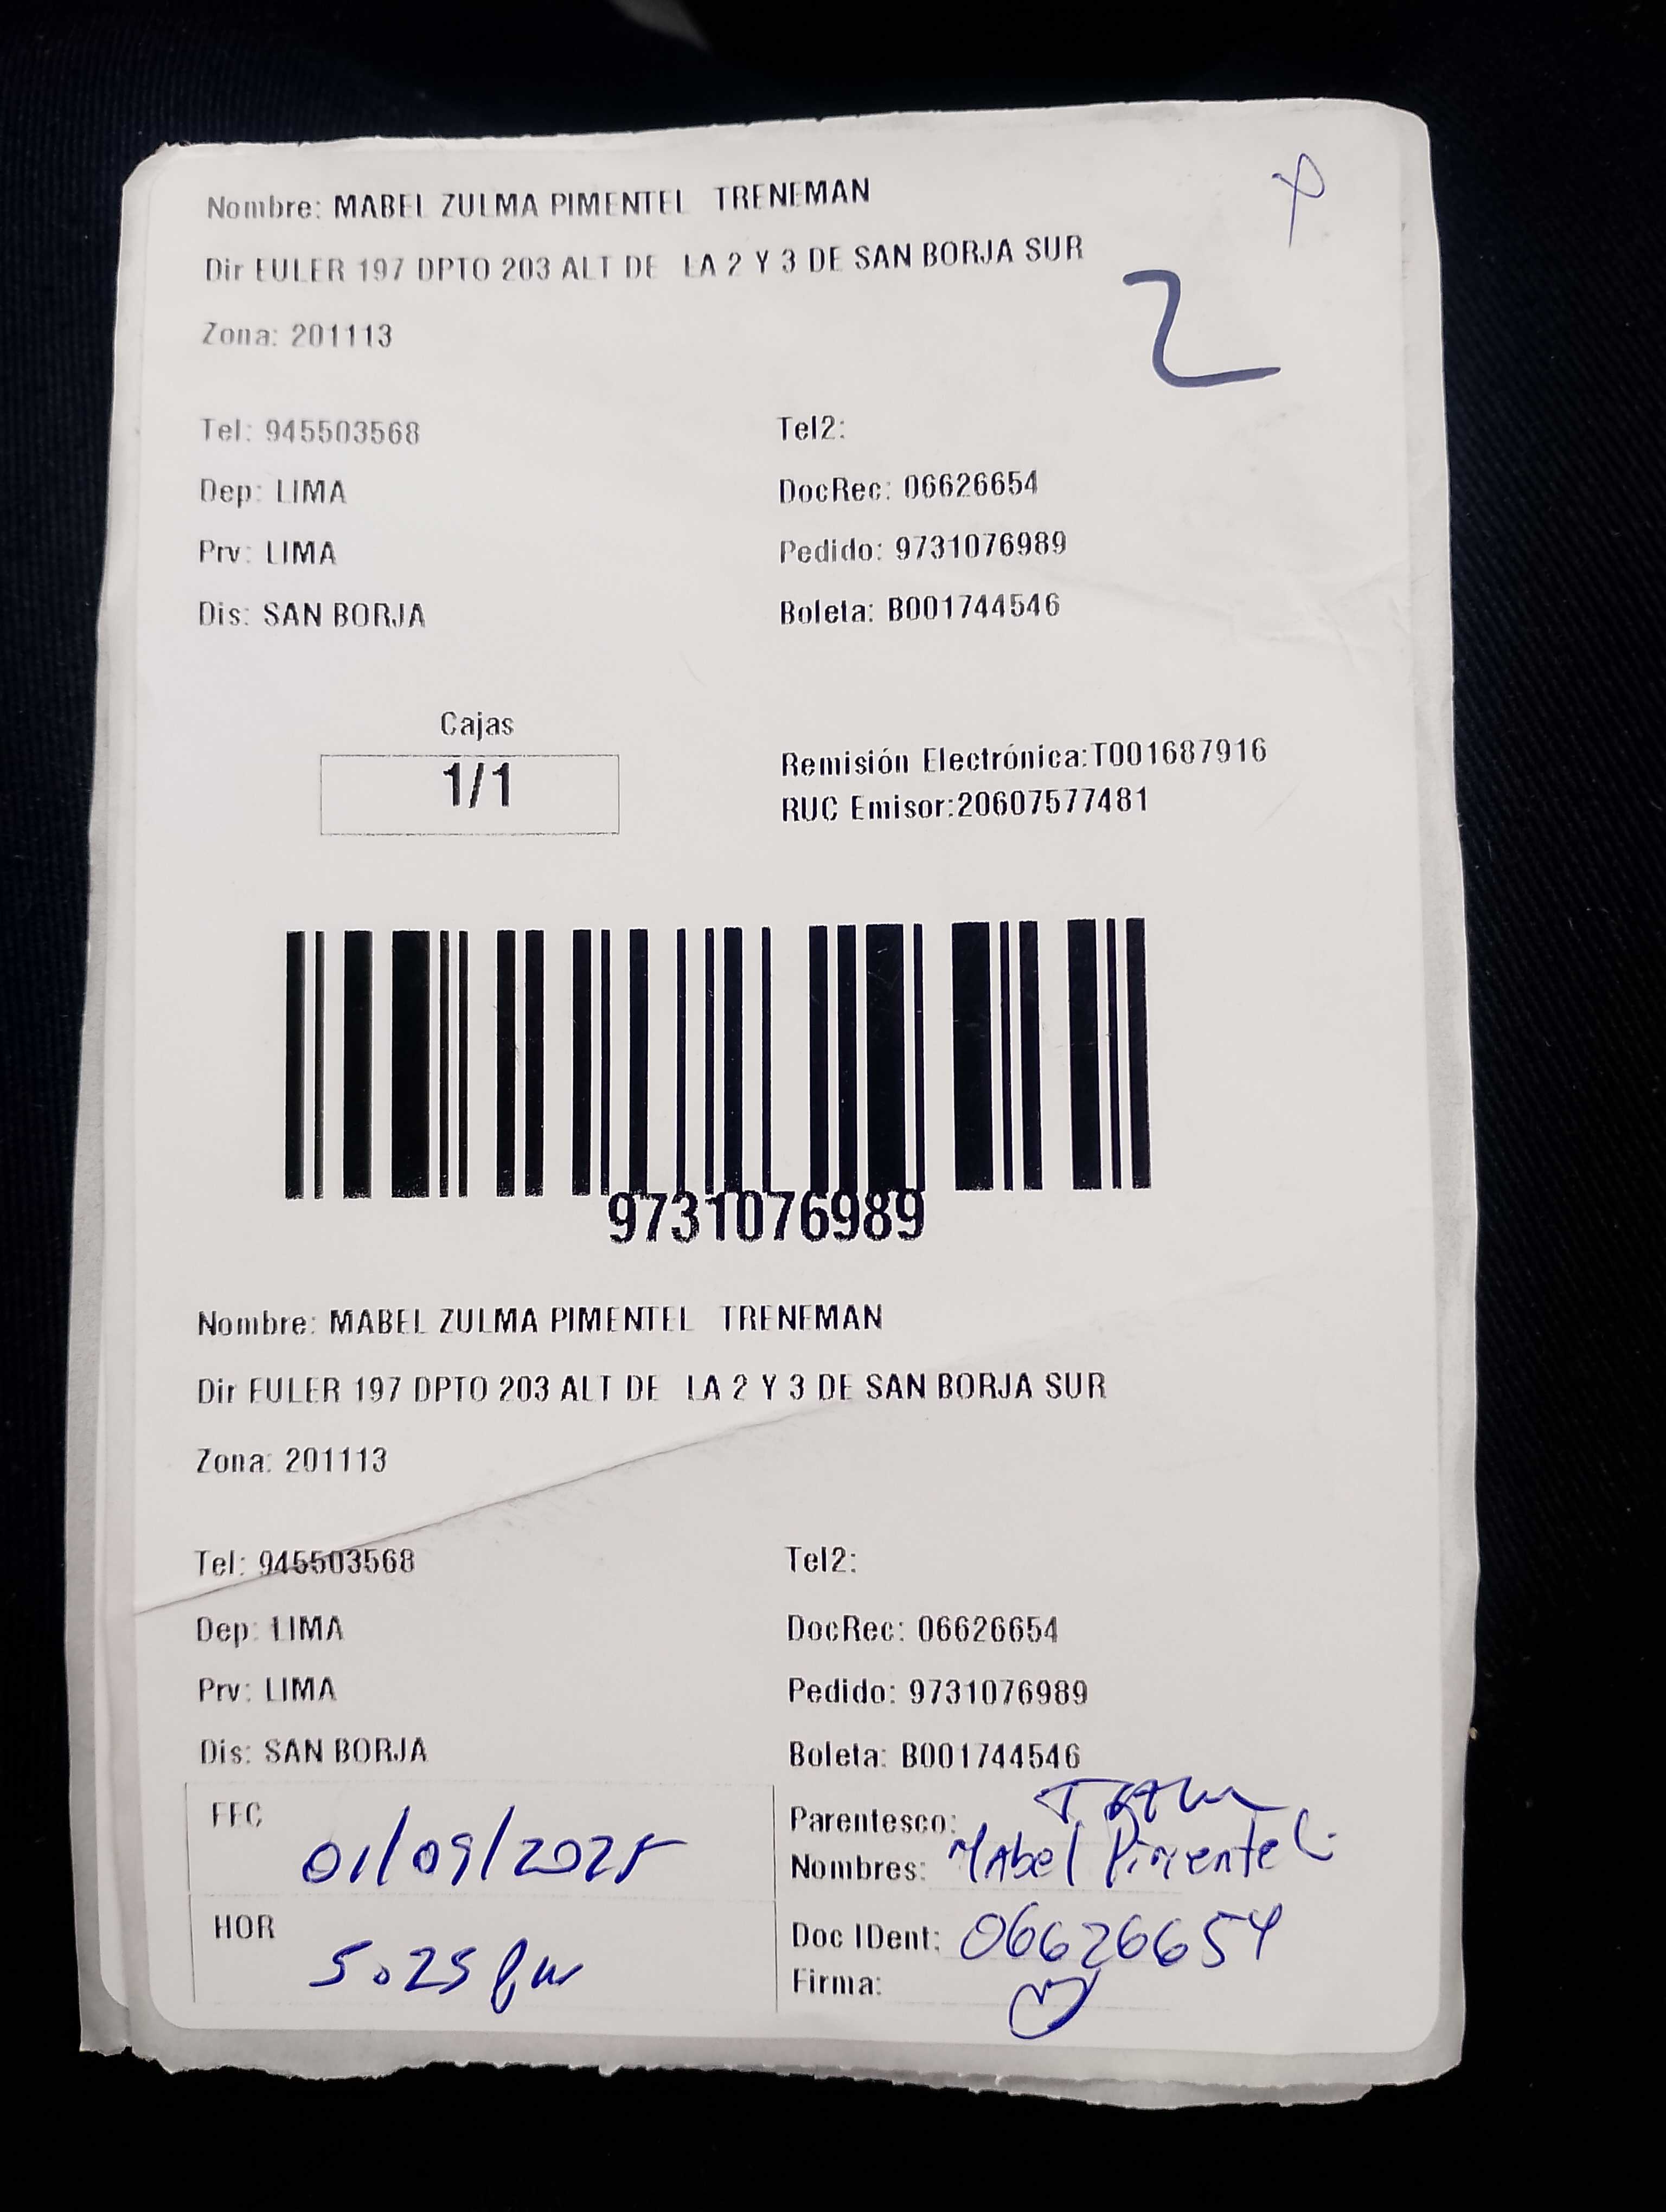 Nombre: MABEL ZULMA PIMENTEL TRENEMAN
Dir EULER 197 DPTO 203 ALT DE LA 2 Y 3 DE SAN BORJA SUR
2
Zona: 201113
Tel: 945503568 Tel2:
Dep: LIMA DocRec: 06626654
Prv: LIMA Pedido: 9731076989
Dis: SAN BORJA Boleta: B001744546
Cajas
1/1
Remisión Electrónica:T001687916
RUC Emisor:20607577481
9731076989
Nombre: MABEL ZULMA PIMENTEL TRENEMAN
Dir EULER 197 DPTO 203 ALT DE LA 2 Y 3 DE SAN BORJA SUR
Zona: 201113
Tel: 945503568 Tel2:
Dep: LIMA DocRec: 06626654
Prv: LIMA Pedido: 9731076989
Dis: SAN BORJA Boleta: B001744546
FEC 01/09/2025
HOR 5.25 pm
Parentesco:
Nombres: MAbel Pimentel.
Doc IDent: 06626654
Firma: